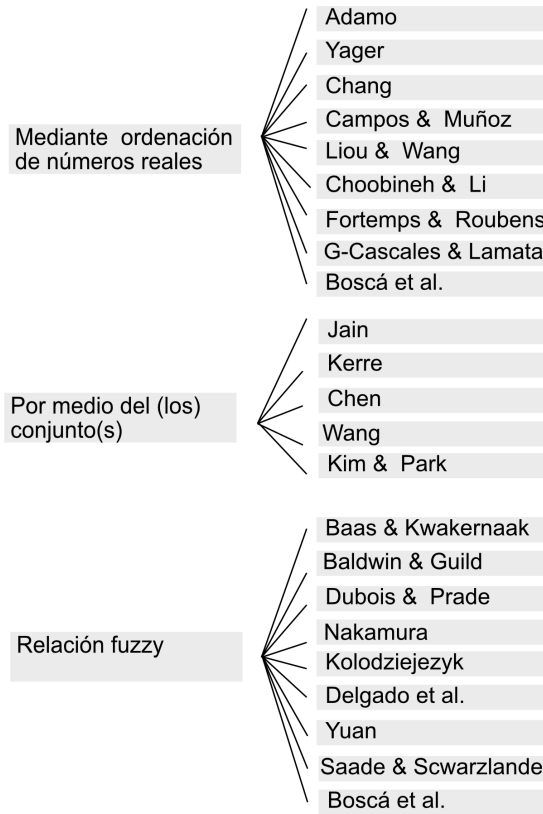 Mediante ordenación
de números reales
Adamo
Yager
Chang
Campos & Muñoz
Liou & Wang
Choobineh & Li
Fortemps & Roubens
G-Cascales & Lamata
Boscá et al.
Por medio del (los)
conjunto(s)
Jain
Kerre
Chen
Wang
Kim & Park
Relación fuzzy
Baas & Kwakernaak
Baldwin & Guild
Dubois & Prade
Nakamura
Kolodziejezyk
Delgado et al.
Yuan
Saade & Scwarzlande
Boscá et al.